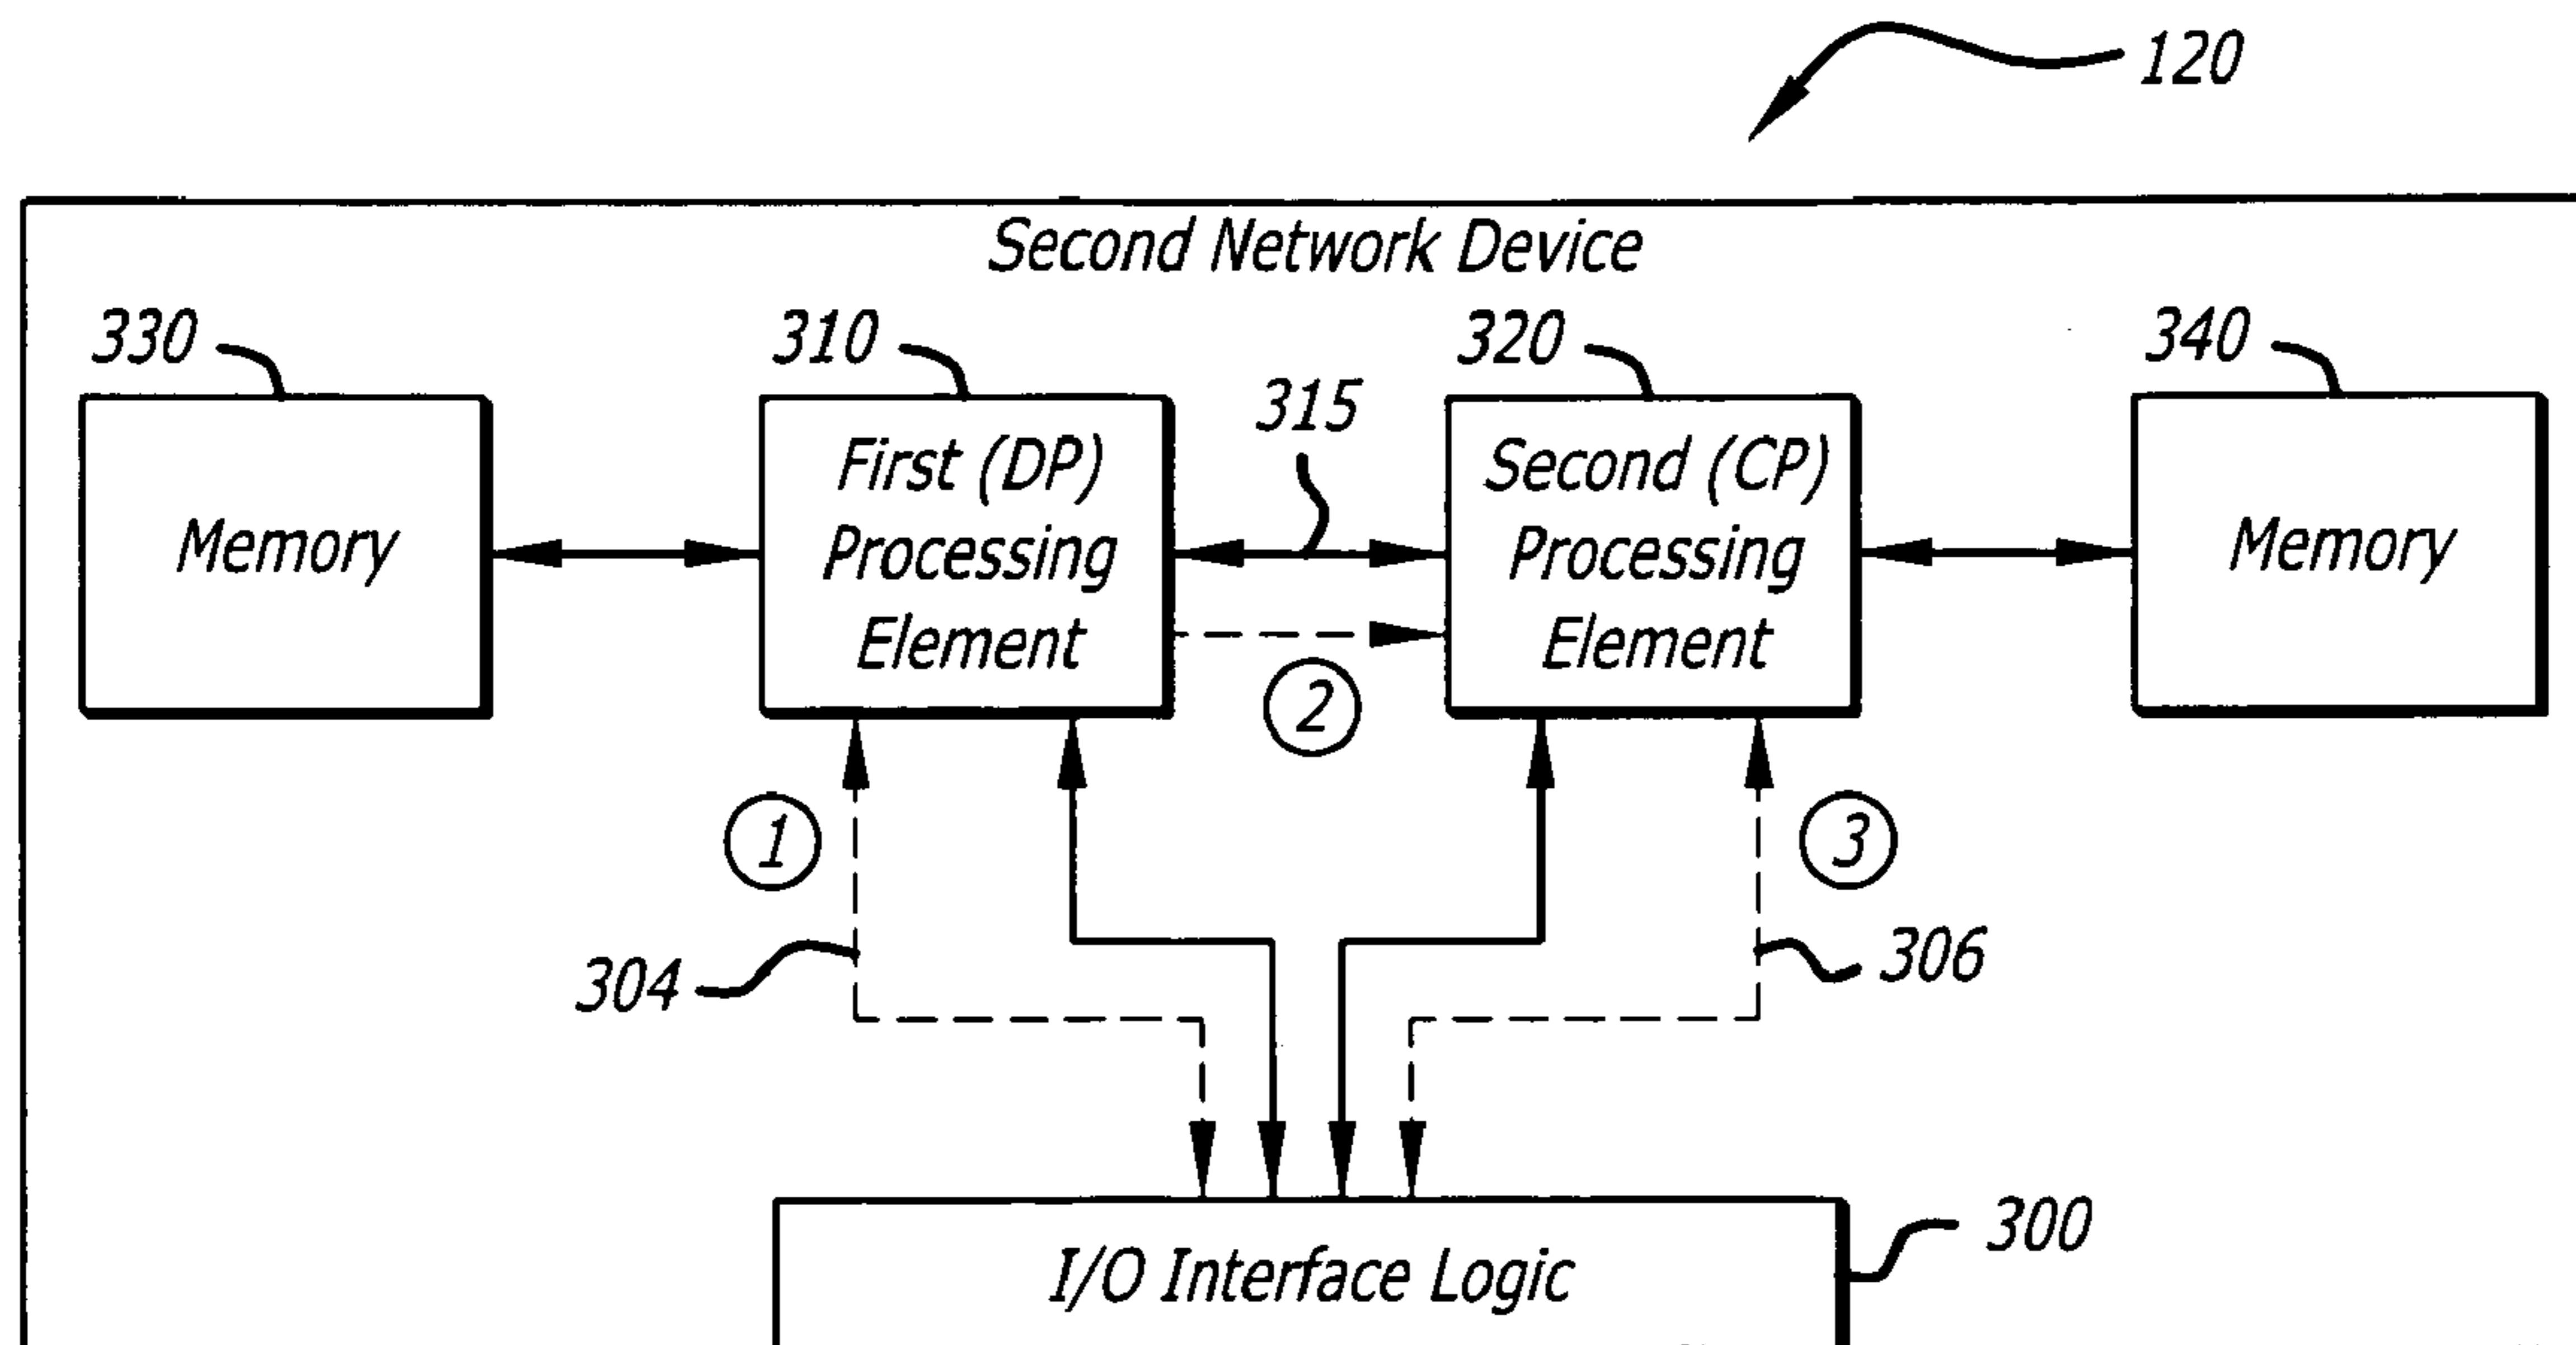 120
Second Network Device
330
310
320
340
315
Memory
First (DP)
Processing
Element
Second (CP)
Processing
Element
Memory
2
1
3
304
306
300
I/O Interface Logic